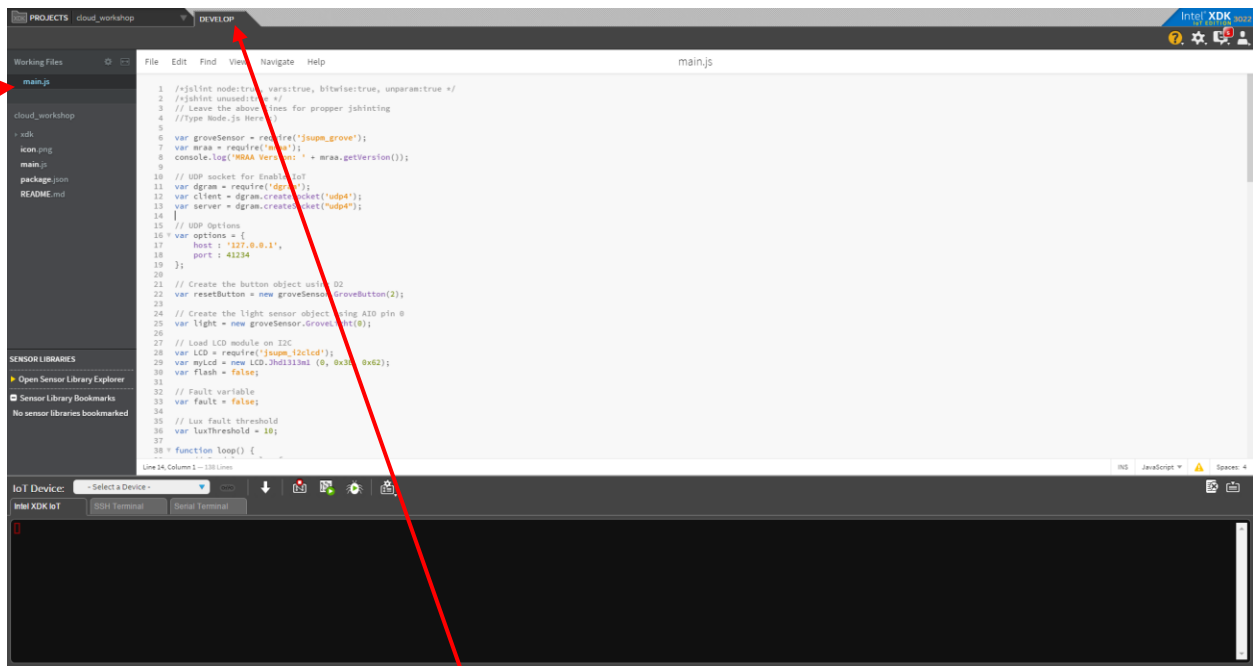 XDK PROJECTS cloud_workshop DEVELOP
Intel® XDK
IoT EDITION
3022
Working Files
main.js
cloud_workshop
xdk
icon.png
main.js
package.json
README.md
SENSOR LIBRARIES
Open Sensor Library Explorer
Sensor Library Bookmarks
No sensor libraries bookmarked
File Edit Find View Navigate Help main.js
1 /*jslint node:true, vars:true, bitwise:true, unparam:true */
2 /*jshint unused:true */
3 // Leave the above lines for propper jshinting
4 //Type Node.js Here :)
5
6 var groveSensor = require('jsupm_grove');
7 var mraa = require('mraa');
8 console.log('MRAA Version: ' + mraa.getVersion());
9
10 // UDP socket for Enable IoT
11 var dgram = require('dgram');
12 var client = dgram.createSocket('udp4');
13 var server = dgram.createSocket("udp4");
14
15 // UDP Options
16 var options = {
17 host : '127.0.0.1',
18 port : 41234
19 };
20
21 // Create the button object using D2
22 var resetButton = new groveSensor.GroveButton(2);
23
24 // Create the light sensor object using AIO pin 0
25 var light = new groveSensor.GroveLight(0);
26
27 // Load LCD module on I2C
28 var LCD = require('jsupm_i2clcd');
29 var myLcd = new LCD.Jhd1313m1 (0, 0x3E, 0x62);
30 var flash = false;
31
32 // Fault variable
33 var fault = false;
34
35 // Lux fault threshold
36 var luxThreshold = 10;
37
38 function loop() {
Line 14, Column 1 — 138 Lines INS JavaScript Spaces: 4
IoT Device: - Select a Device -
Intel XDK IoT SSH Terminal Serial Terminal